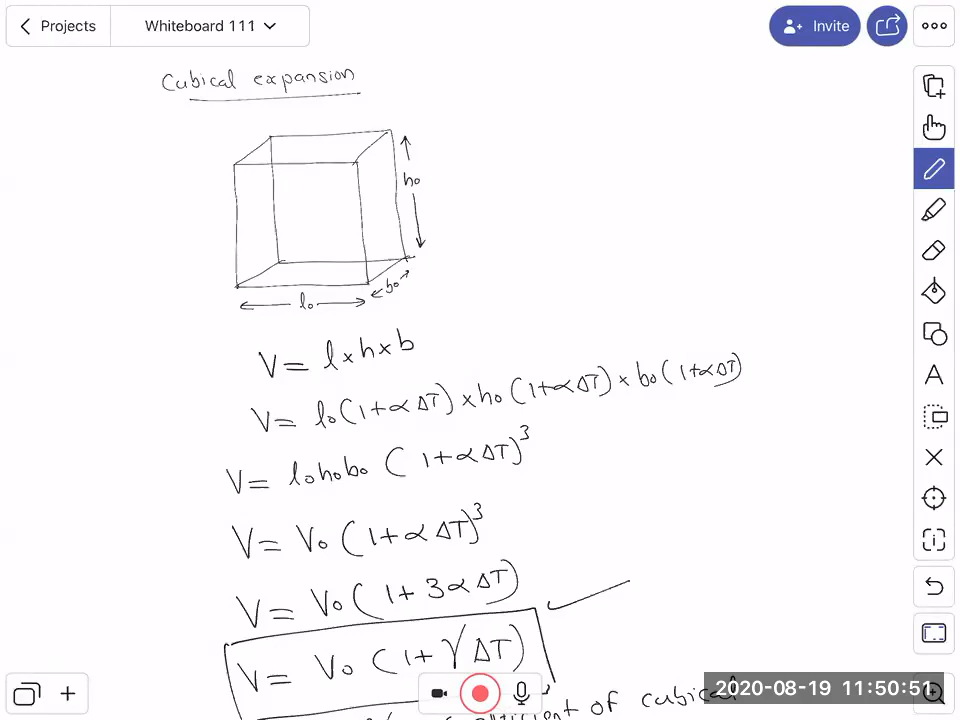 Projects
Whiteboard 111
Invite
Cubical expansion
h₀
b₀
l₀
V = l × h × b
V = l₀ (1 + α ΔT) × h₀ (1 + α ΔT) × b₀ (1 + α ΔT)
V = l₀h₀b₀ (1 + α ΔT)³
V = V₀ (1 + α ΔT)³
V = V₀ (1 + 3α ΔT)
V = V₀ (1 + γ ΔT)
of cubical
2020-08-19 11:50:51